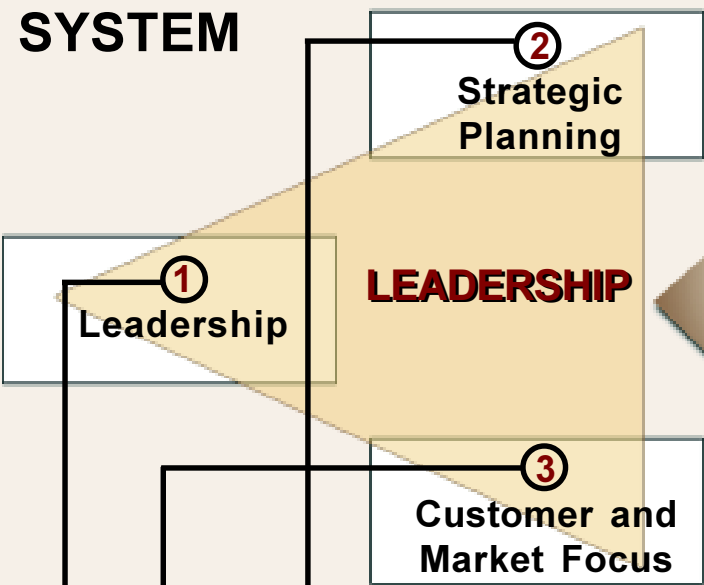 SYSTEM
2
Strategic
Planning
1
Leadership
LEADERSHIP
3
Customer and
Market Focus